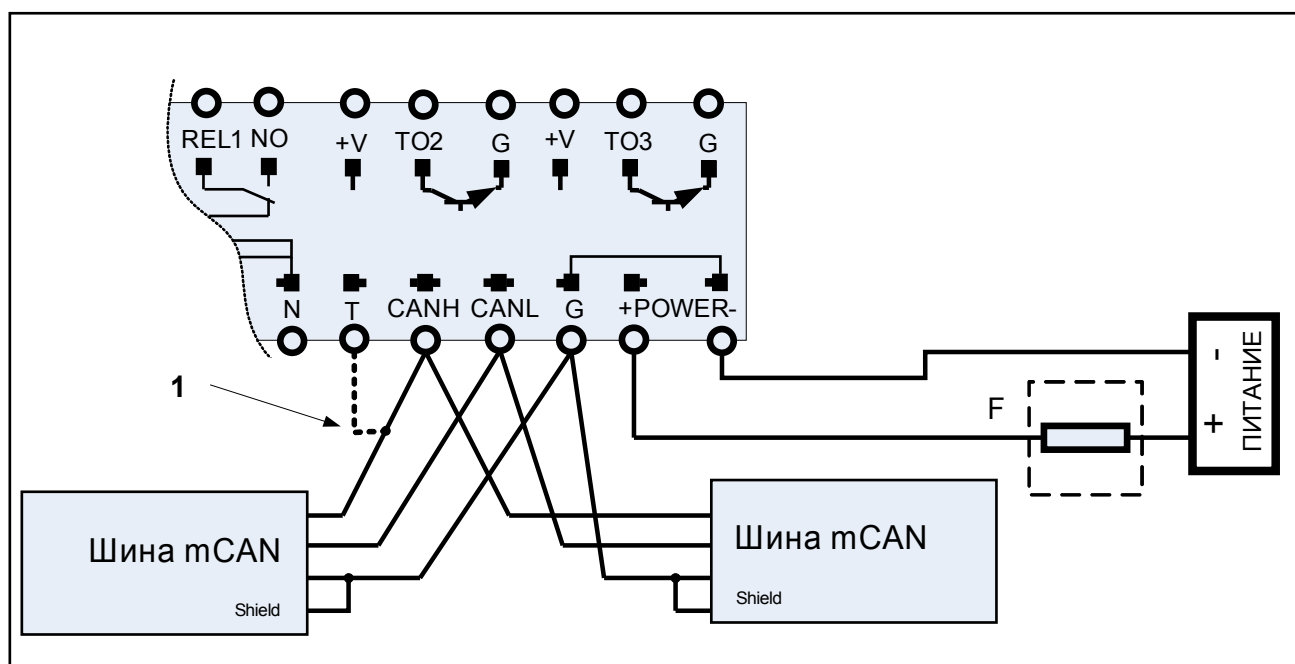 REL1 NO +V TO2 G +V TO3 G
N T CANH CANL G +POWER-
1
F
- + ПИТАНИЕ
Шина mCAN
Shield
Шина mCAN
Shield